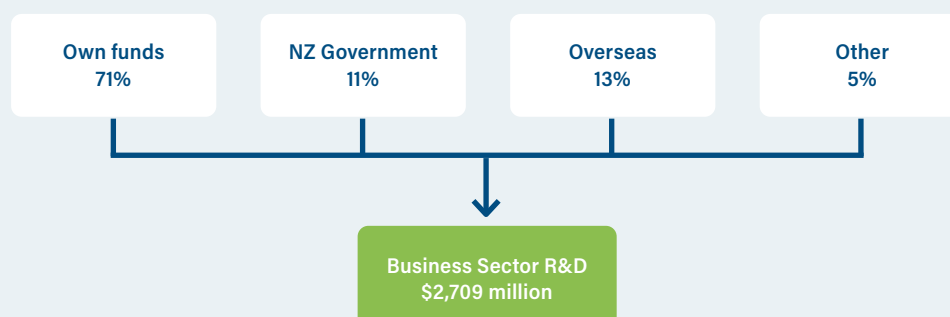 Own funds
71%
NZ Government
11%
Overseas
13%
Other
5%
Business Sector R&D
$2,709 million